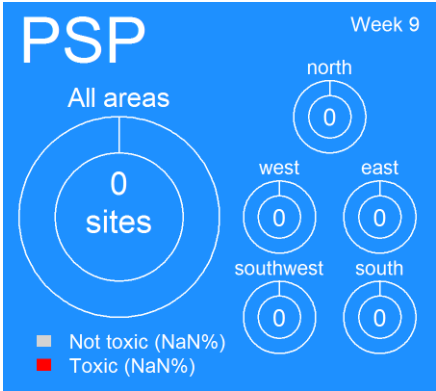 PSP
Week 9
All areas
0
sites
north
0
west
0
east
0
southwest
0
south
0
Not toxic (NaN%)
Toxic (NaN%)